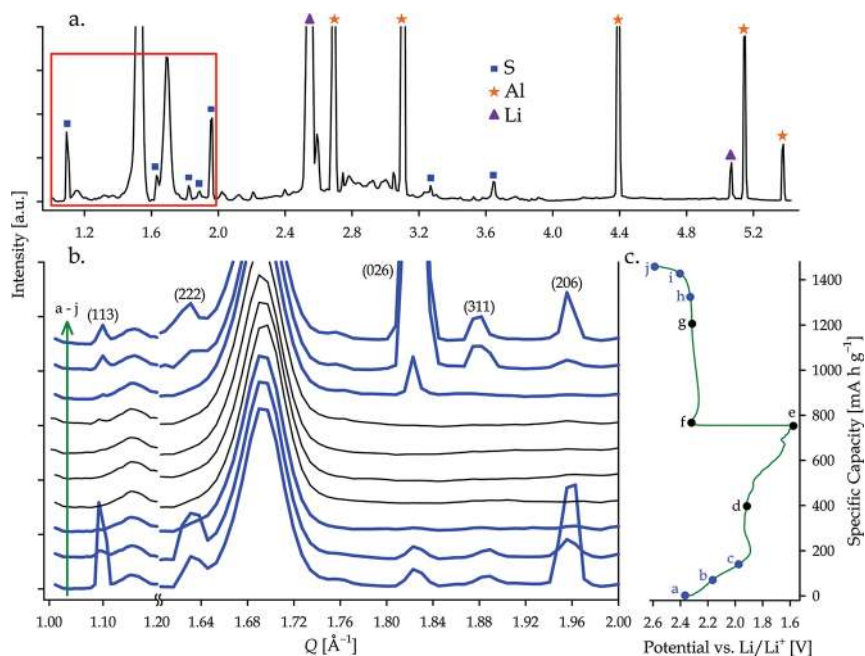 a.
S
Al
Li
Intensity [a.u.]
1.2 1.6 2.0 2.4 2.8 3.2 3.6 4.0 4.4 4.8 5.2
b.
a - j
(113)
(222)
(026)
(311)
(206)
1.00 1.10 1.20 1.64 1.68 1.72 1.76 1.80 1.84 1.88 1.92 1.96 2.00
Q [Å⁻¹]
c.
j
i
h
g
f
e
d
c
b
a
1400
1200
1000
800
600
400
200
0
Specific Capacity [mA h g⁻¹]
2.6 2.2 1.8 1.6
Potential vs. Li/Li⁺ [V]